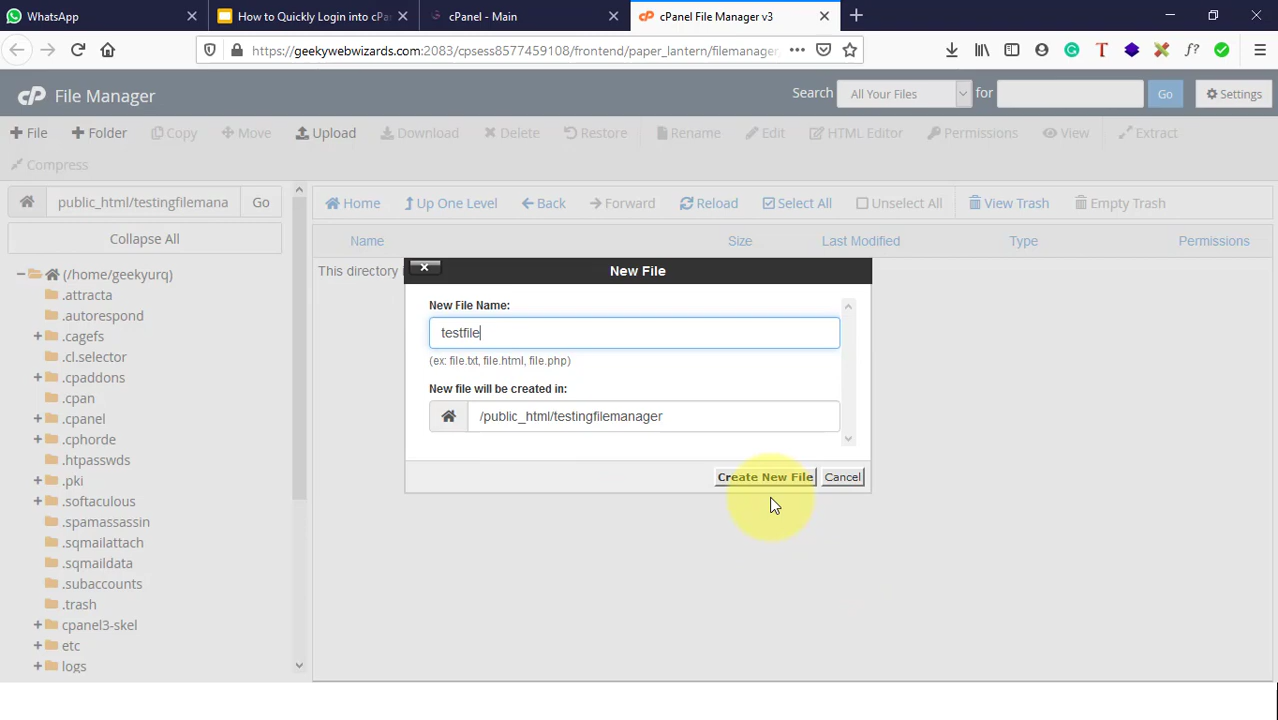 WhatsApp
How to Quickly Login into cPa
cPanel - Main
cPanel File Manager v3
https://geekywebwizards.com:2083/cpsess8577459108/frontend/paper_lantern/filemanager
cP File Manager
Search All Your Files for Go Settings
File Folder Copy Move Upload Download Delete Restore Rename Edit HTML Editor Permissions View Extract
Compress
public_html/testingfilemana Go
Home Up One Level Back Forward Reload Select All Unselect All View Trash Empty Trash
Collapse All
Name Size Last Modified Type Permissions
This directory
(/home/geekyurq)
.attracta
.autorespond
.cagefs
.cl.selector
.cpaddons
.cpan
.cpanel
.cphorde
.htpasswds
.pki
.softaculous
.spamassassin
.sqmailattach
.sqmaildata
.subaccounts
.trash
cpanel3-skel
etc
logs
New File
New File Name:
testfile
(ex: file.txt, file.html, file.php)
New file will be created in:
/public_html/testingfilemanager
Create New File Cancel